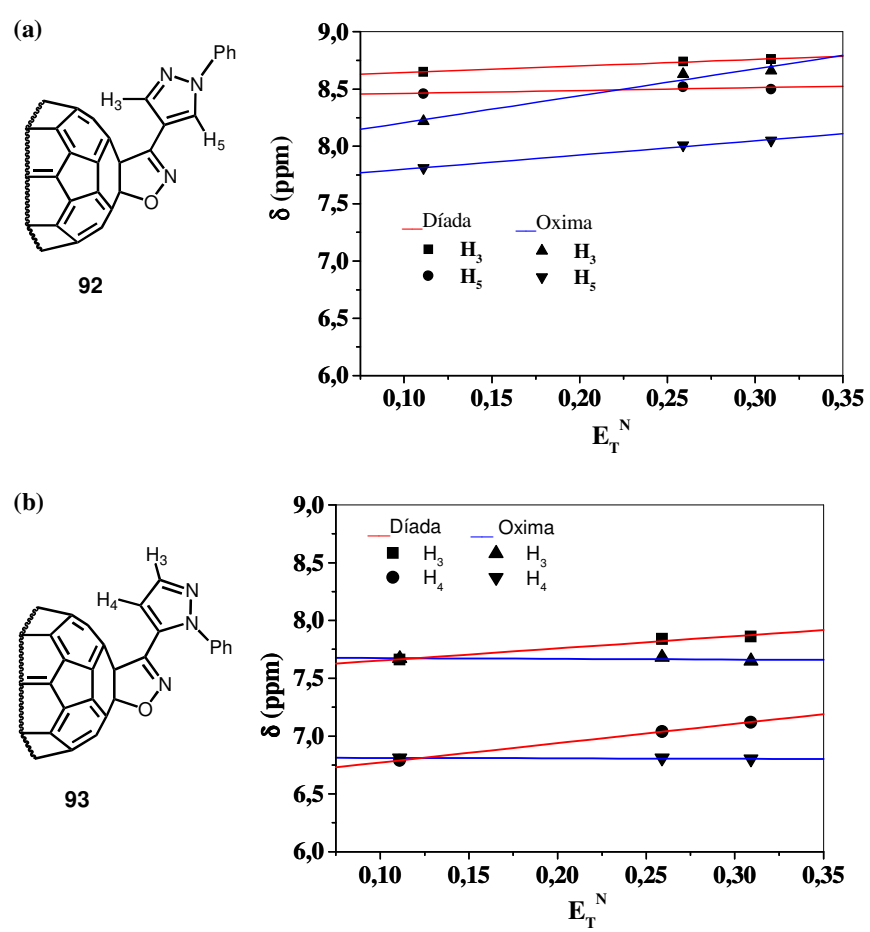 (a)
Ph
N
N
H3
H5
N
O
92
9,0
8,5
8,0
7,5
7,0
6,5
6,0
δ (ppm)
Díada
Oxima
H3
H3
H5
H5
0,10 0,15 0,20 0,25 0,30 0,35
ETN
(b)
H3
H4
N
N
Ph
N
O
93
9,0
8,5
8,0
7,5
7,0
6,5
6,0
δ (ppm)
Díada
Oxima
H3
H3
H4
H4
0,10 0,15 0,20 0,25 0,30 0,35
ETN